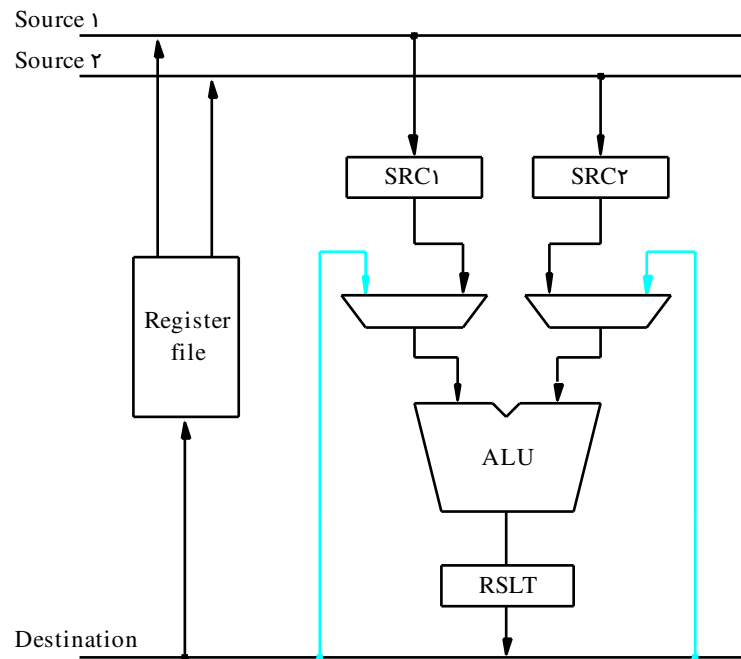 Source ۱
Source ۲
SRC۱
SRC۲
Register
file
ALU
RSLT
Destination